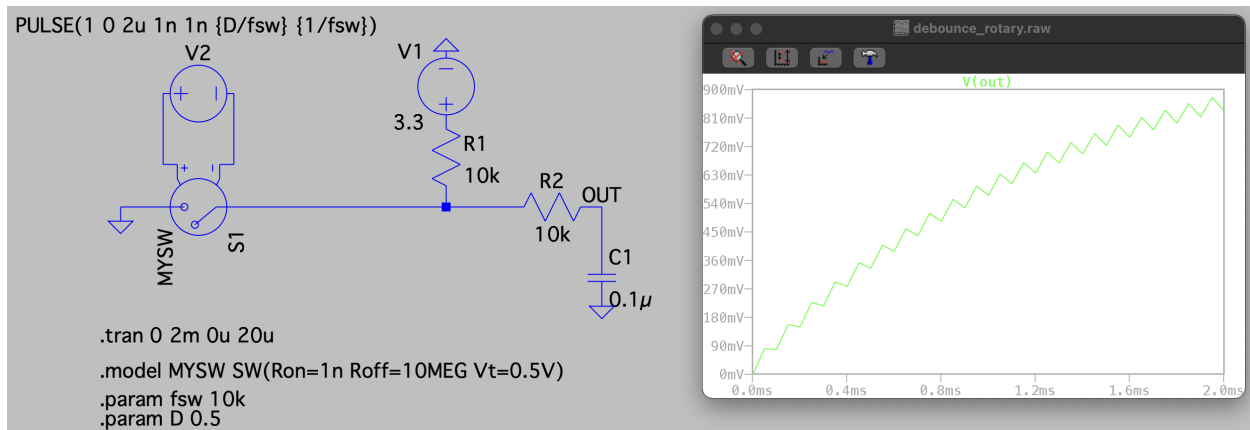 PULSE(1 0 2u 1n 1n {D/fsw} {1/fsw})
V2
V1
3.3
R1
10k
R2
10k
OUT
C1
0.1µ
MYSW
S1
.tran 0 2m 0u 20u
.model MYSW SW(Ron=1n Roff=10MEG Vt=0.5V)
.param fsw 10k
.param D 0.5
debounce_rotary.raw
V(out)
900mV
810mV
720mV
630mV
540mV
450mV
360mV
270mV
180mV
90mV
0mV
0.0ms 0.4ms 0.8ms 1.2ms 1.6ms 2.0ms